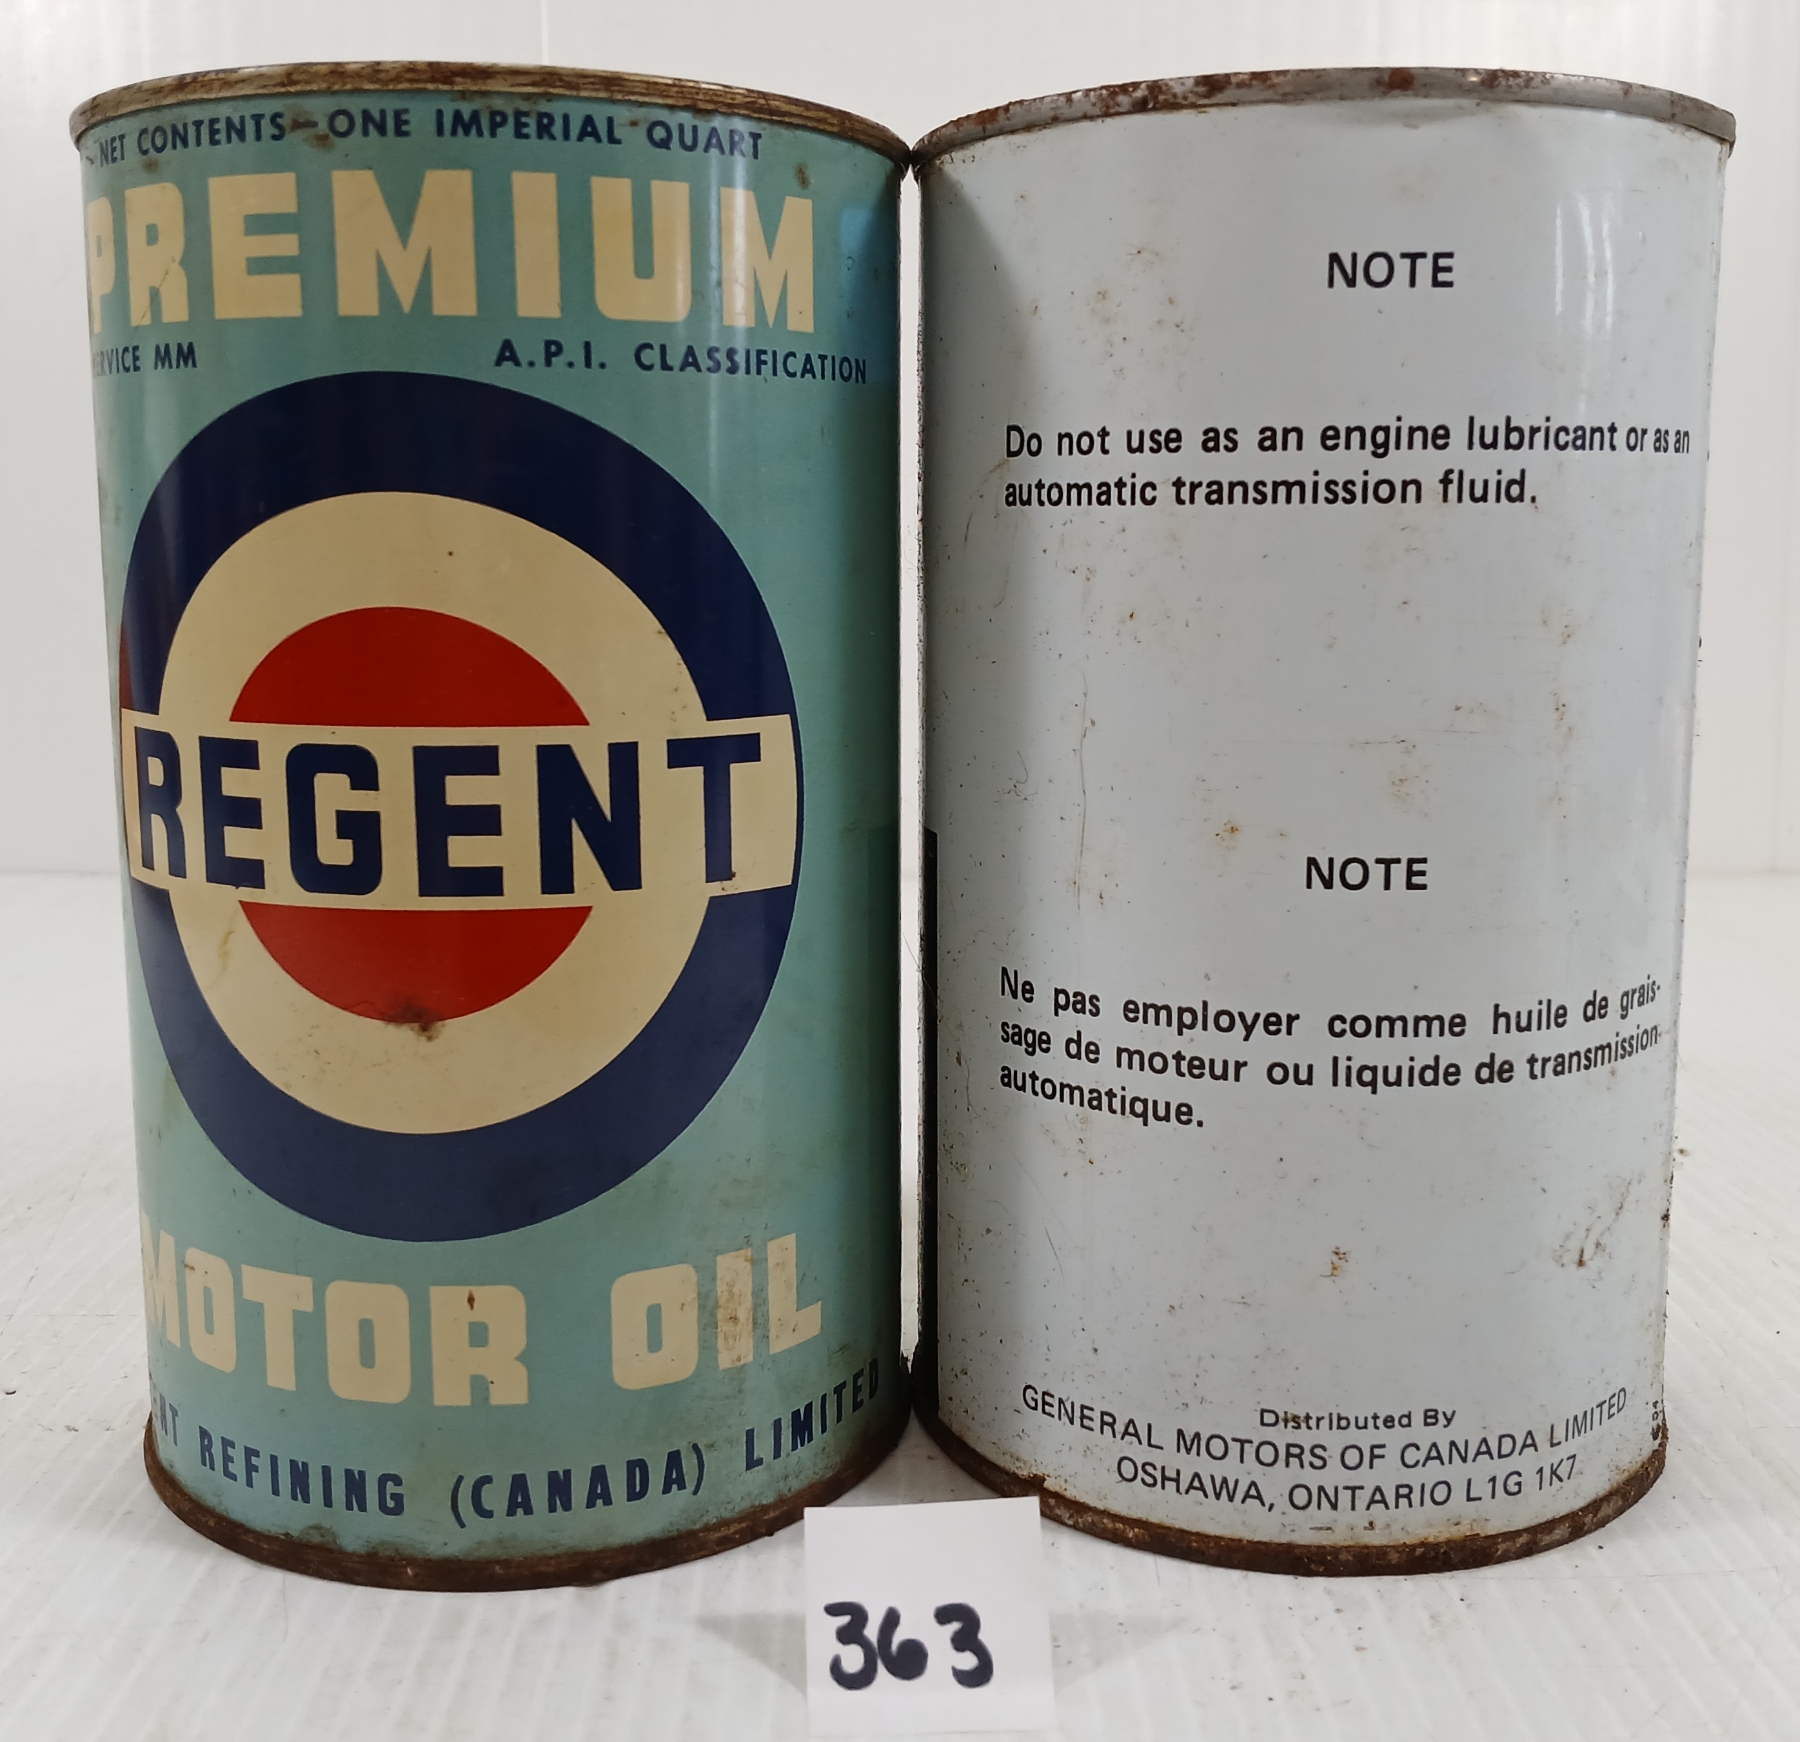 NET CONTENTS-ONE IMPERIAL QUART
PREMIUM
SERVICE MM A.P.I. CLASSIFICATION
REGENT
MOTOR OIL
REFINING (CANADA) LIMITED
NOTE
Do not use as an engine lubricant or as an
automatic transmission fluid.
NOTE
Ne pas employer comme huile de grais-
sage de moteur ou liquide de transmission
automatique.
Distributed By
GENERAL MOTORS OF CANADA LIMITED
OSHAWA, ONTARIO L1G 1K7
363